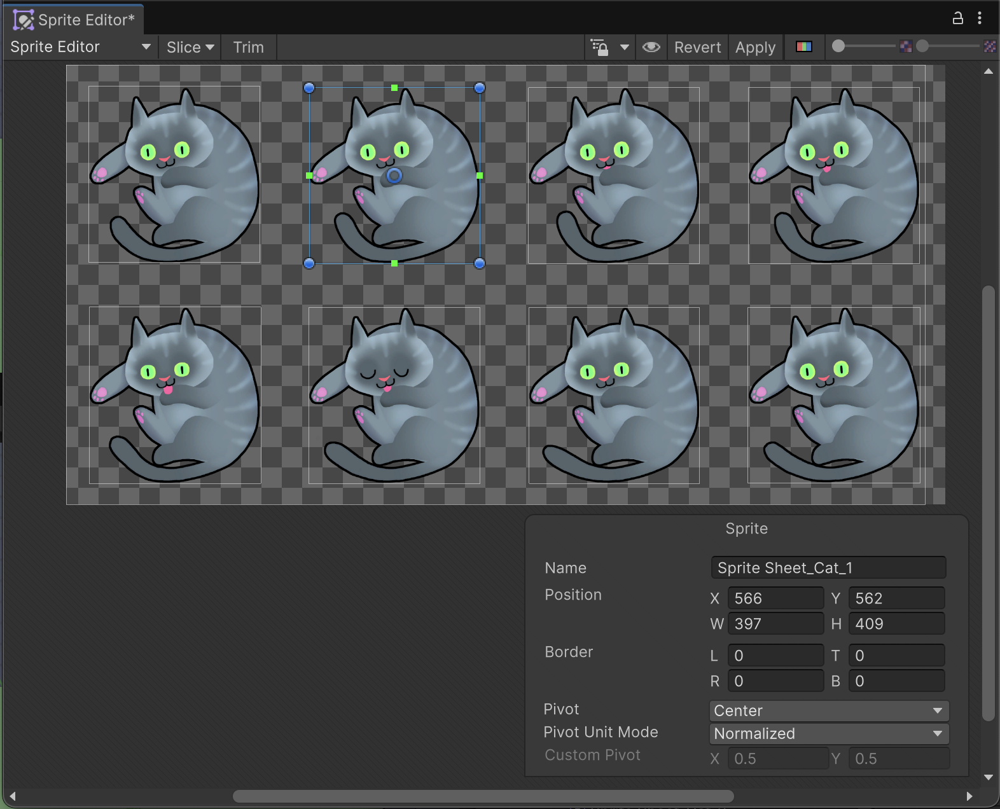 Sprite Editor*
Sprite Editor Slice Trim Revert Apply
Sprite
Name Sprite Sheet_Cat_1
Position X 566 Y 562
W 397 H 409
Border L 0 T 0
R 0 B 0
Pivot Center
Pivot Unit Mode Normalized
Custom Pivot X 0.5 Y 0.5